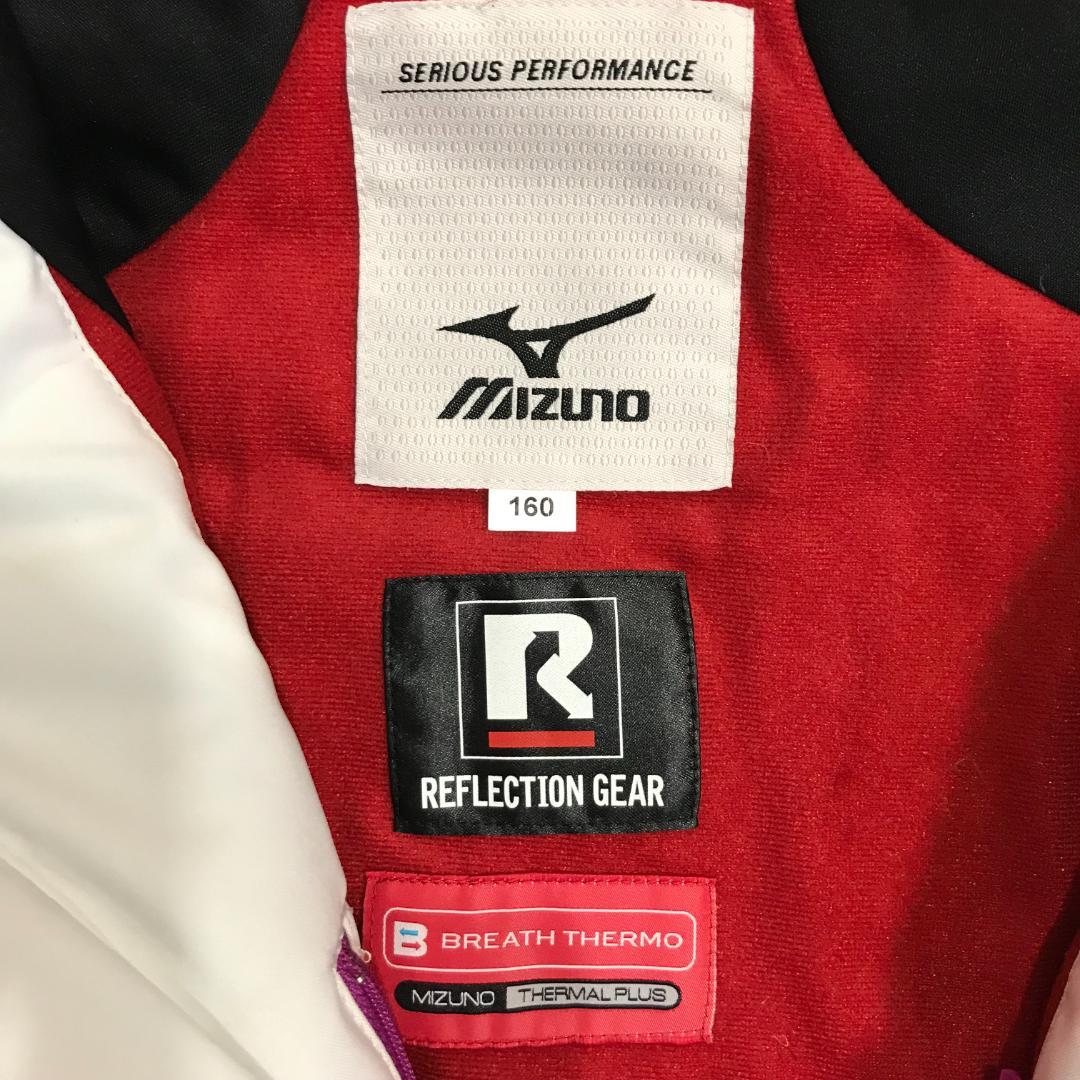 SERIOUS PERFORMANCE
MIZUNO
160
R
REFLECTION GEAR
B BREATH THERMO
MIZUNO THERMAL PLUS